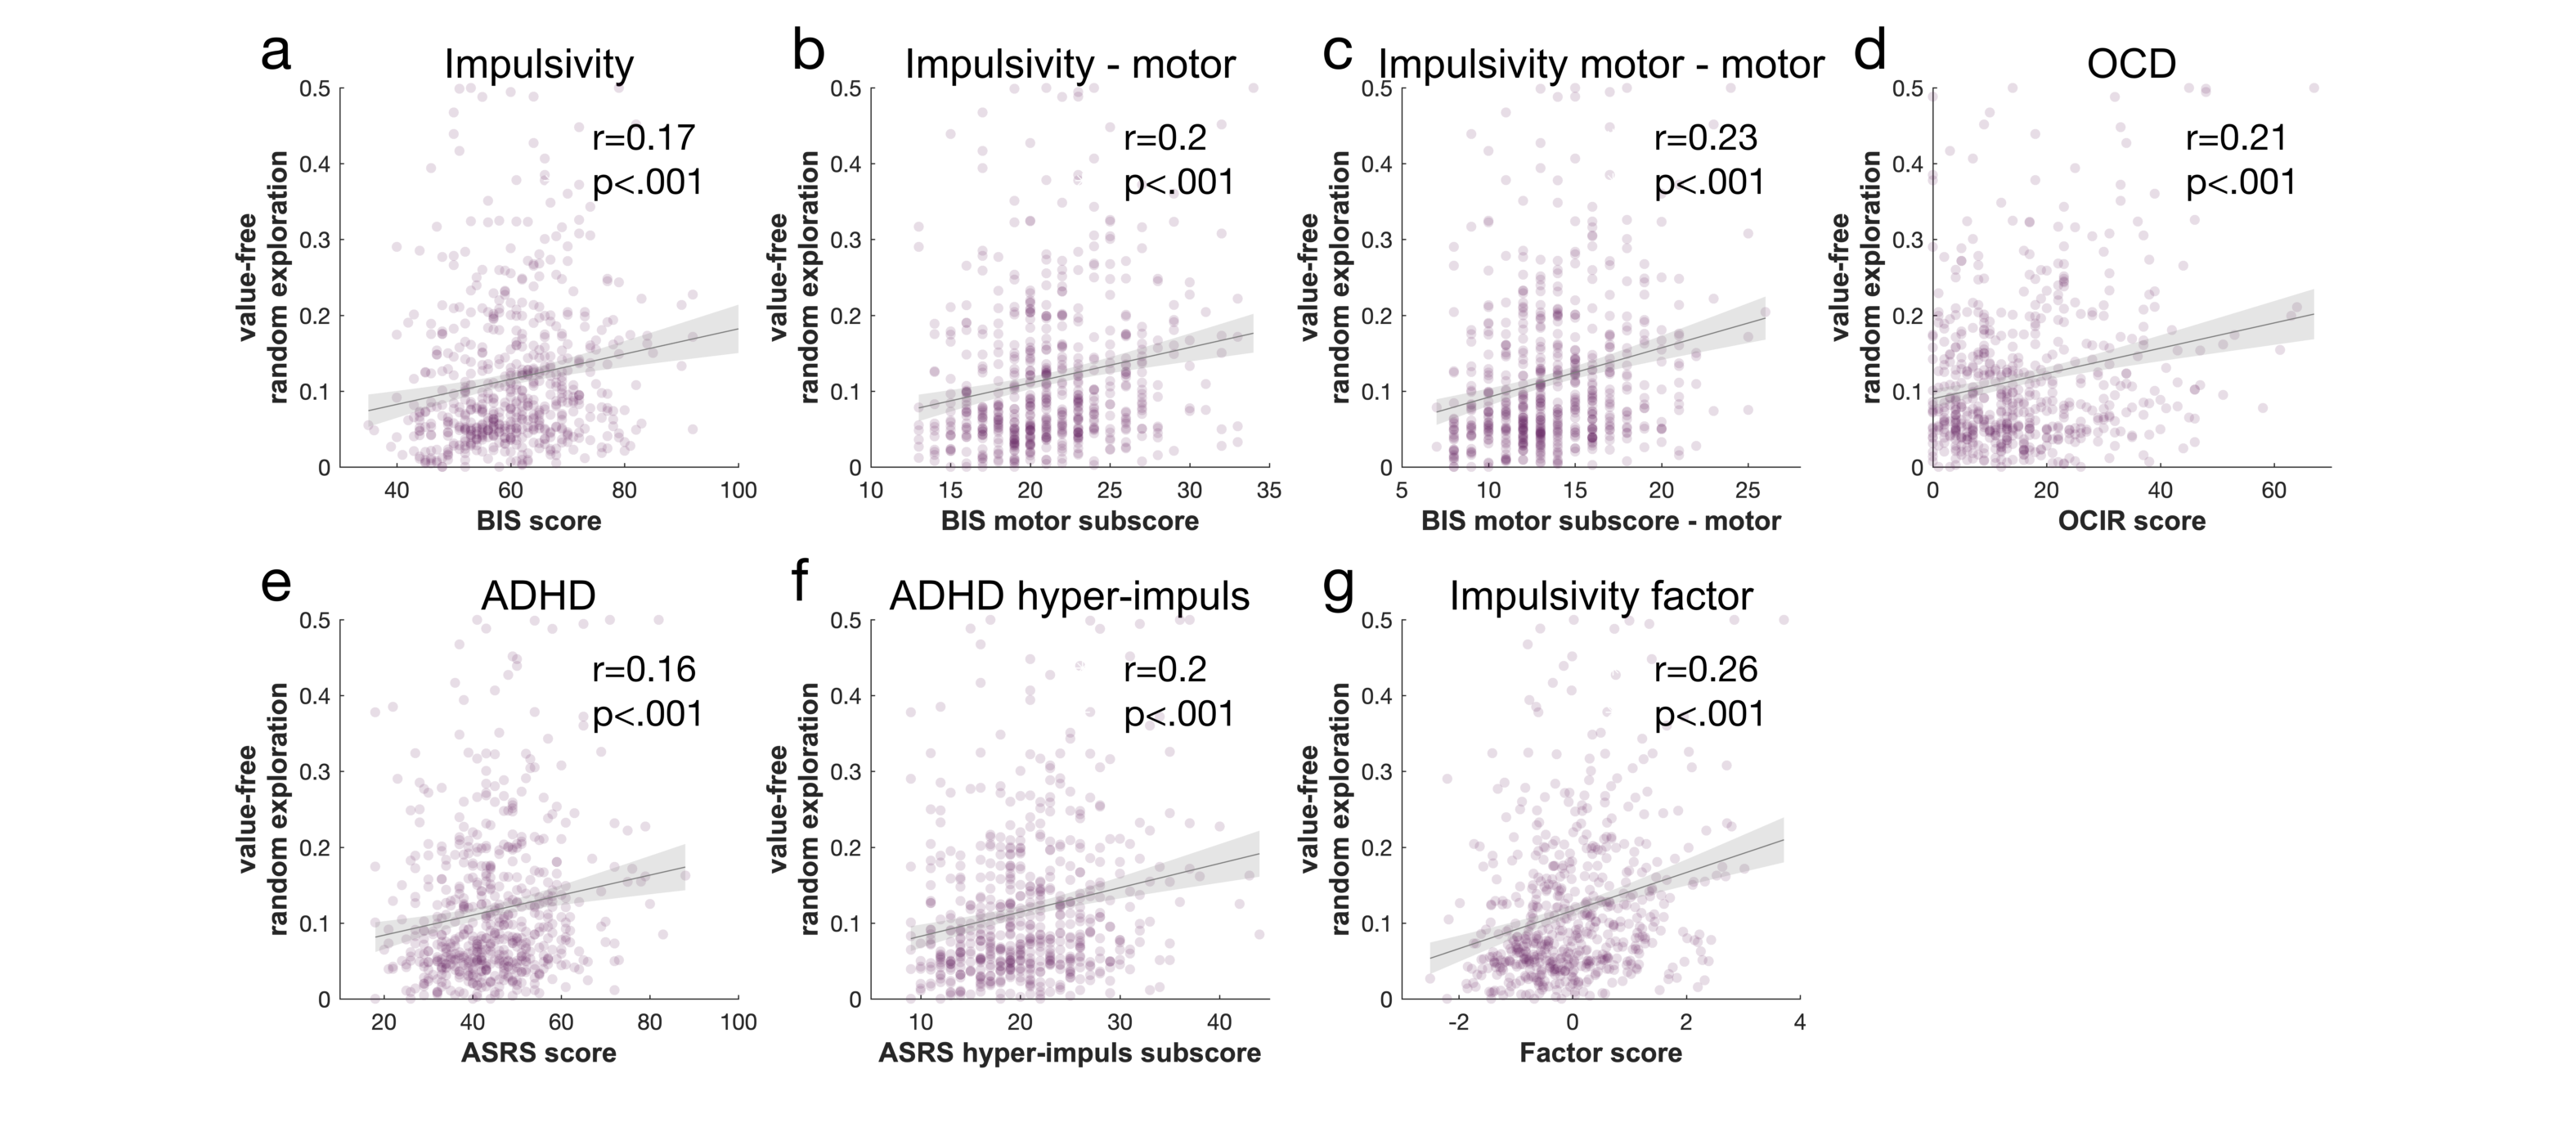 a
Impulsivity
0.5
0.4
0.3
0.2
0.1
0
value-free
random exploration
r=0.17
p<.001
40 60 80 100
BIS score
b
Impulsivity - motor
0.5
0.4
0.3
0.2
0.1
0
value-free
random exploration
r=0.2
p<.001
10 15 20 25 30 35
BIS motor subscore
c
Impulsivity motor - motor
0.5
0.4
0.3
0.2
0.1
0
value-free
random exploration
r=0.23
p<.001
5 10 15 20 25
BIS motor subscore - motor
d
OCD
0.5
0.4
0.3
0.2
0.1
0
value-free
random exploration
r=0.21
p<.001
0 20 40 60
OCIR score
e
ADHD
0.5
0.4
0.3
0.2
0.1
0
value-free
random exploration
r=0.16
p<.001
20 40 60 80 100
ASRS score
f
ADHD hyper-impuls
0.5
0.4
0.3
0.2
0.1
0
value-free
random exploration
r=0.2
p<.001
10 20 30 40
ASRS hyper-impuls subscore
g
Impulsivity factor
0.5
0.4
0.3
0.2
0.1
0
value-free
random exploration
r=0.26
p<.001
-2 0 2 4
Factor score